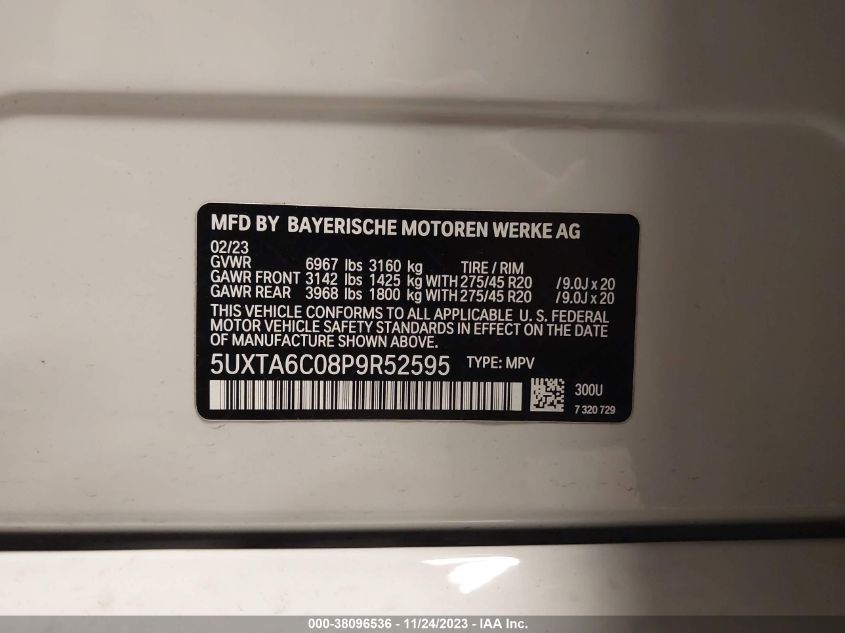 MFD BY BAYERISCHE MOTOREN WERKE AG
02/23
GVWR 6967 lbs 3160 kg TIRE / RIM
GAWR FRONT 3142 lbs 1425 kg WITH 275/45 R20 / 9.0J x 20
GAWR REAR 3968 lbs 1800 kg WITH 275/45 R20 / 9.0J x 20
THIS VEHICLE CONFORMS TO ALL APPLICABLE U. S. FEDERAL
MOTOR VEHICLE SAFETY STANDARDS IN EFFECT ON THE DATE
OF MANUFACTURE SHOWN ABOVE.
5UXTA6C08P9R52595 TYPE: MPV
300U
7 320 729
000-38096536 - 11/24/2023 - IAA Inc.